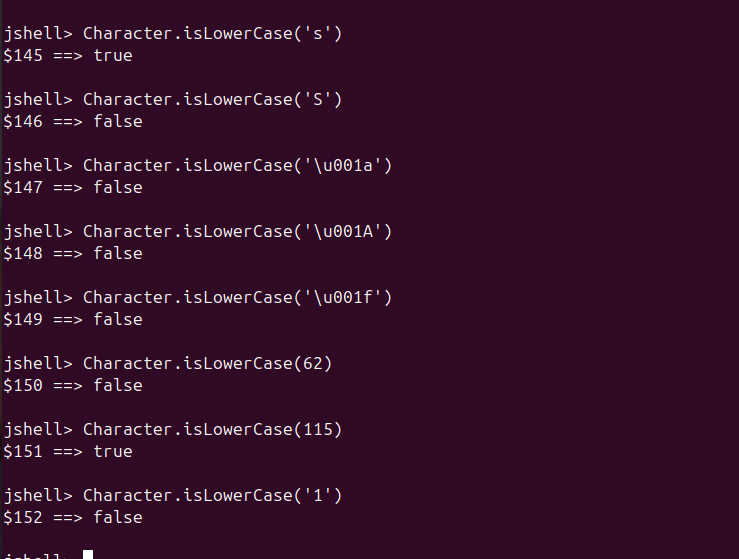 jshell> Character.isLowerCase('s')
$145 ==> true
jshell> Character.isLowerCase('S')
$146 ==> false
jshell> Character.isLowerCase('\u001a')
$147 ==> false
jshell> Character.isLowerCase('\u001A')
$148 ==> false
jshell> Character.isLowerCase('\u001f')
$149 ==> false
jshell> Character.isLowerCase(62)
$150 ==> false
jshell> Character.isLowerCase(115)
$151 ==> true
jshell> Character.isLowerCase('1')
$152 ==> false
jshell>